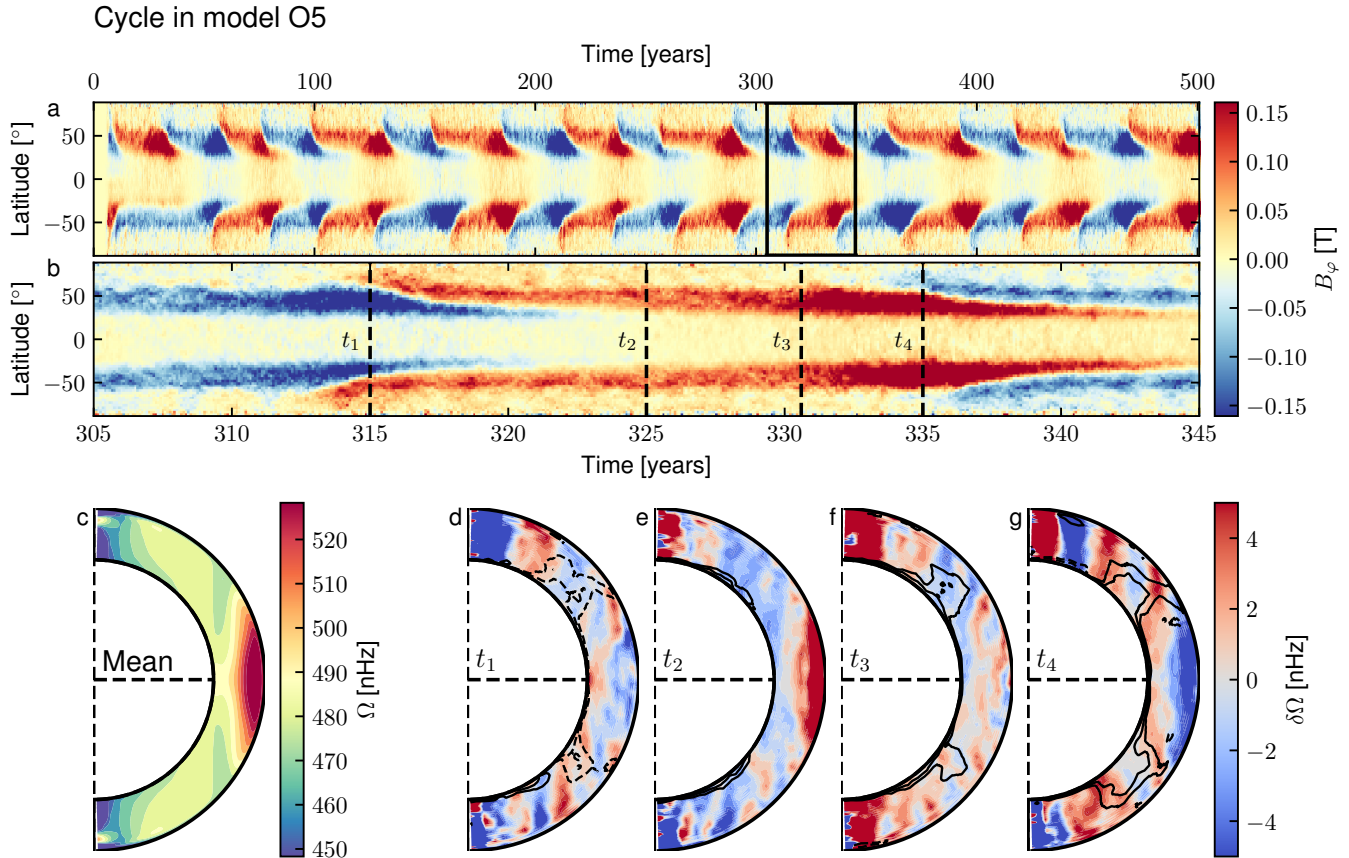 Cycle in model O5
Time [years]
0 100 200 300 400 500
a
Latitude [°]
50
0
−50
b
Latitude [°]
50
0
−50
t₁ t₂ t₃ t₄
305 310 315 320 325 330 335 340 345
Time [years]
0.15
0.10
0.05
0.00
−0.05
−0.10
−0.15
B_φ [T]
c
Mean
520
510
500
490
480
470
460
450
Ω [nHz]
d e f g
t₁ t₂ t₃ t₄
4
2
0
−2
−4
δΩ [nHz]